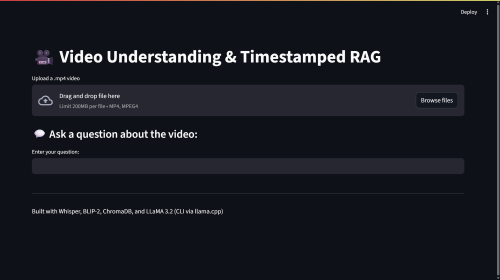 Deploy
Video Understanding & Timestamped RAG
Upload a .mp4 video
Drag and drop file here
Limit 200MB per file • MP4, MPEG4
Browse files
Ask a question about the video:
Enter your question:
Built with Whisper, BLIP-2, ChromaDB, and LLaMA 3.2 (CLI via llama.cpp)